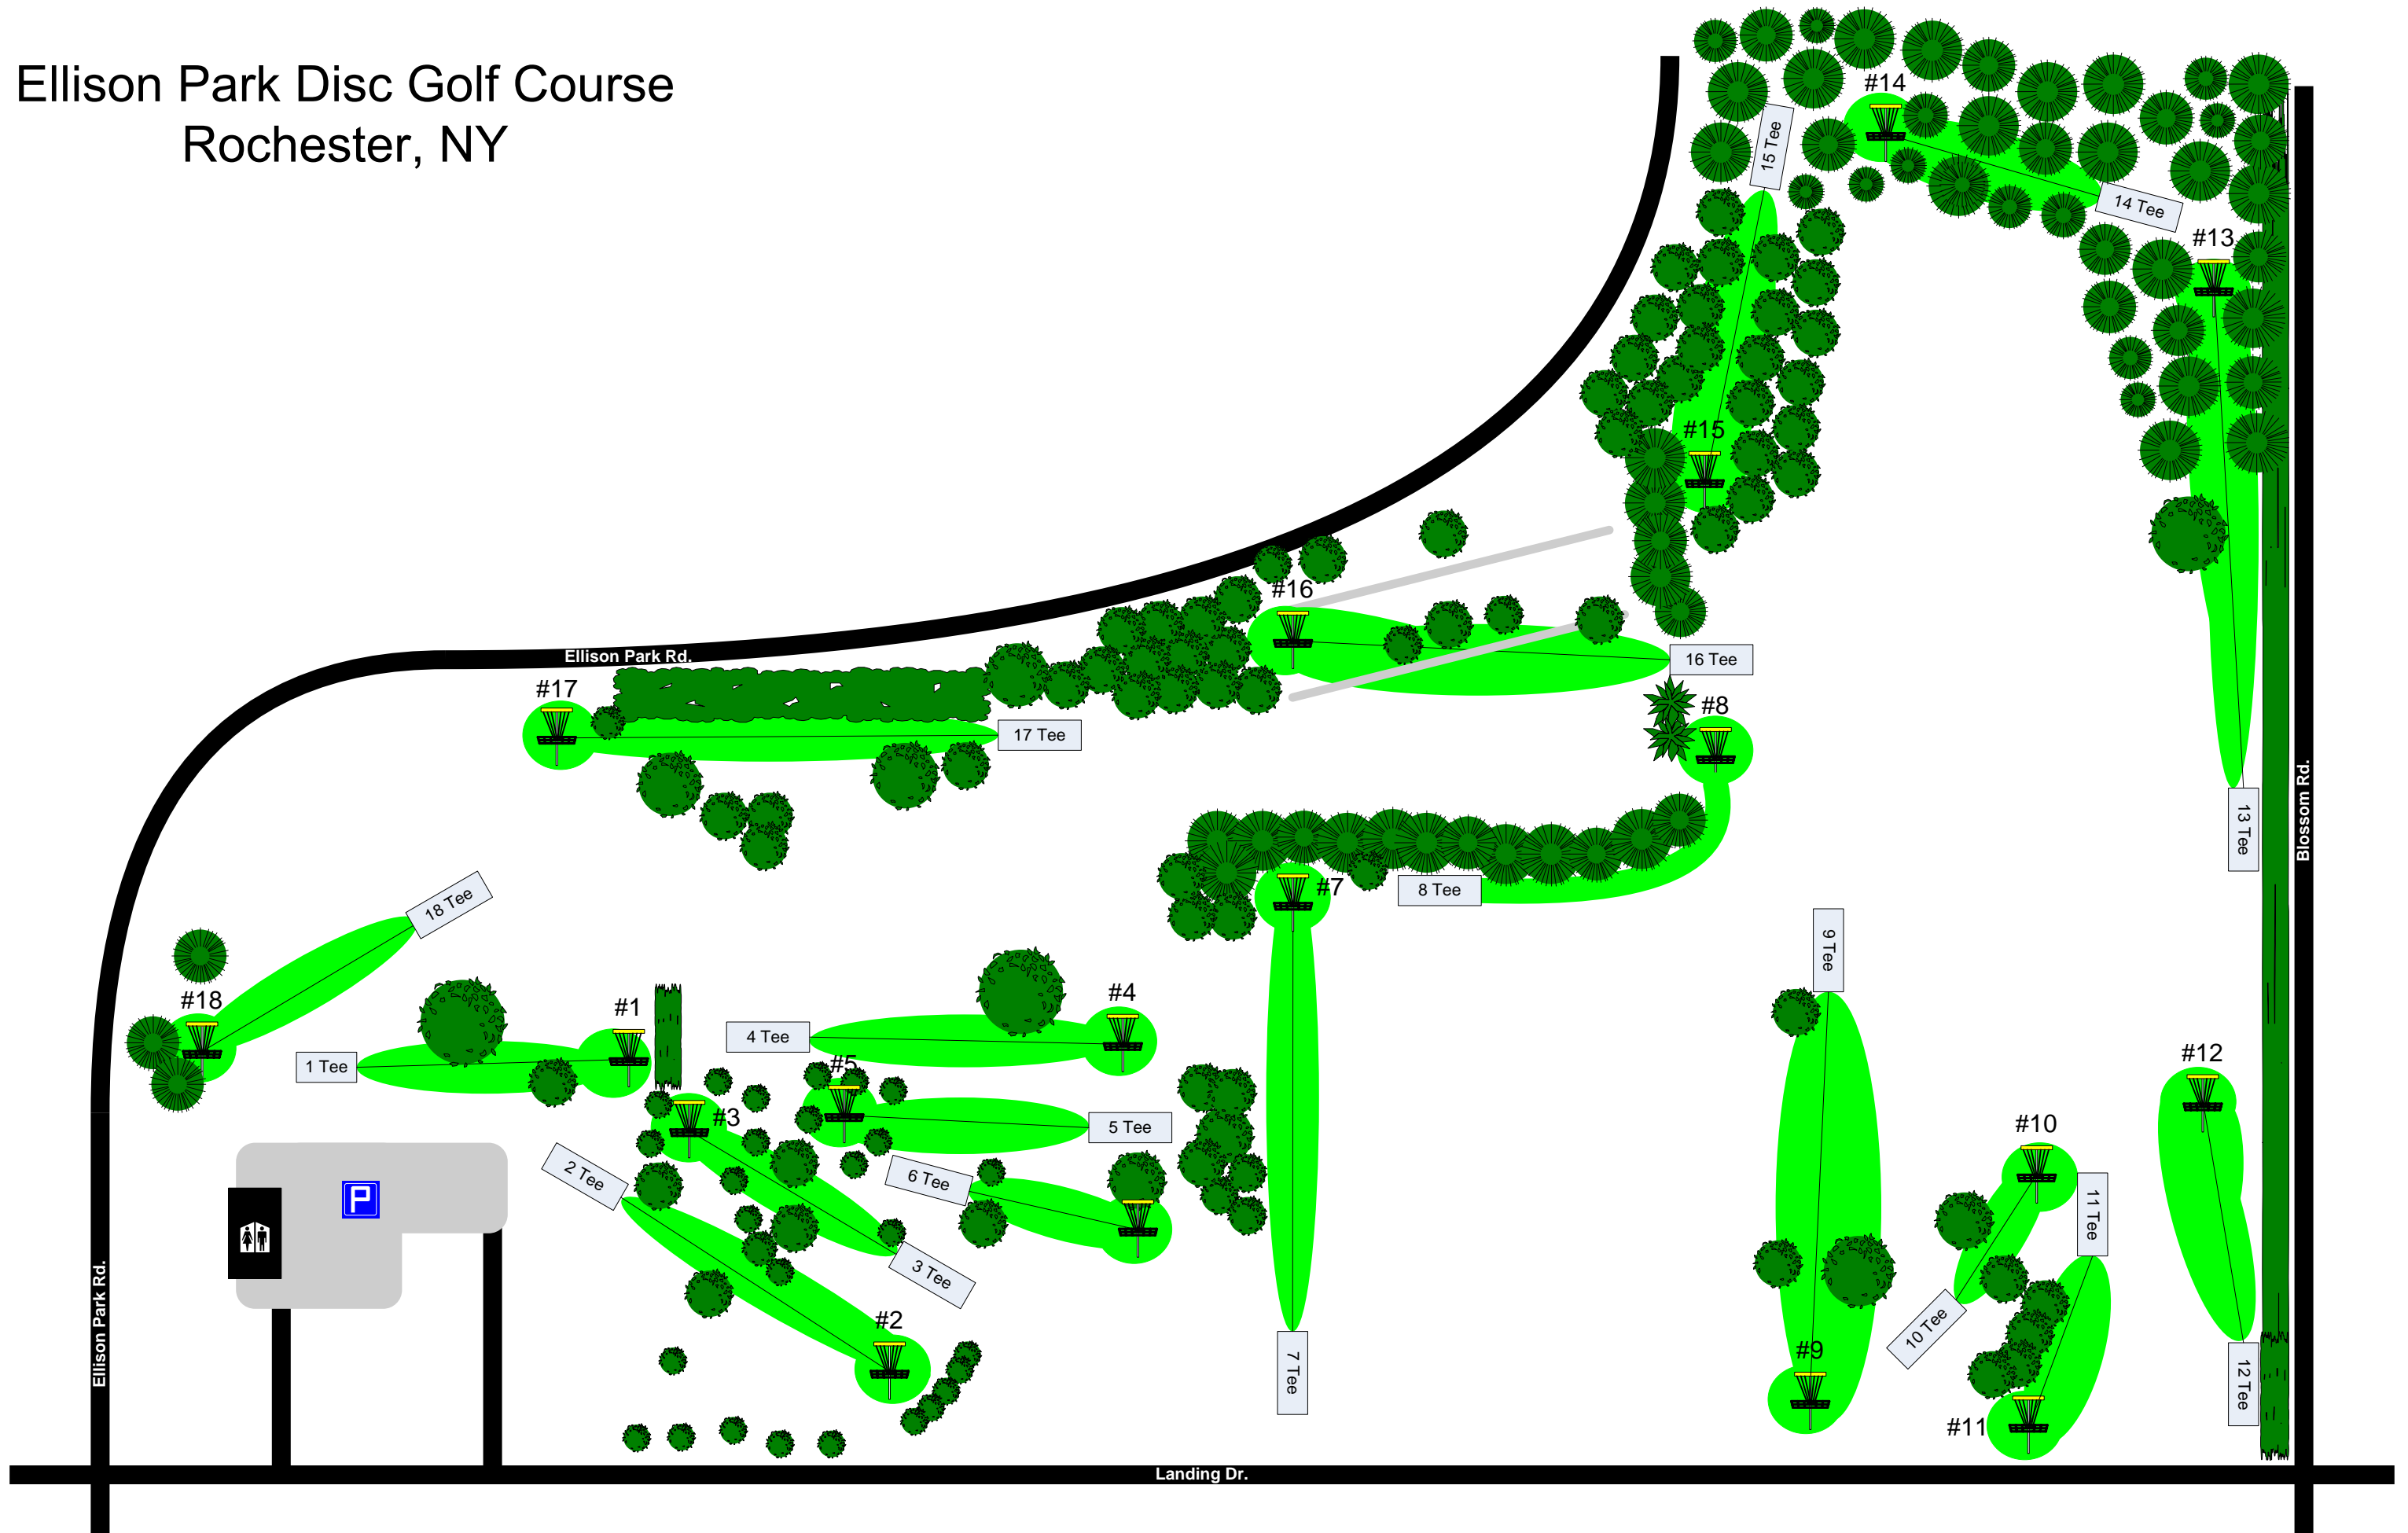 Ellison Park Disc Golf Course
Rochester, NY
#14
15 Tee
14 Tee
#13
#15
#16
Ellison Park Rd.
16 Tee
#17
17 Tee
#8
13 Tee
Blossom Rd.
#7
8 Tee
18 Tee
9 Tee
#18
#1
#4
1 Tee
4 Tee
#5
#12
#3
5 Tee
#10
2 Tee
6 Tee
11 Tee
P
3 Tee
10 Tee
#2
Ellison Park Rd.
7 Tee
#9
12 Tee
#11
Landing Dr.